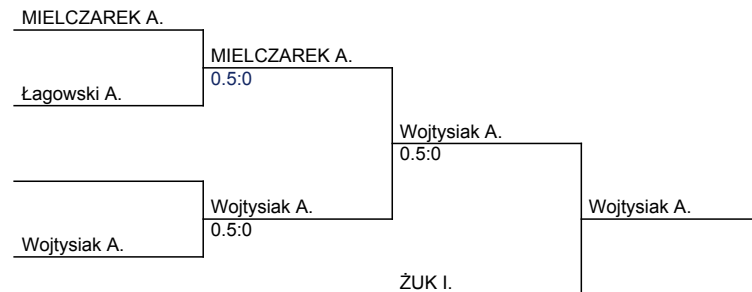 MIELCZAREK A.
MIELCZAREK A.
0.5:0
Łagowski A.
Wojtysiak A.
0.5:0
Wojtysiak A.
0.5:0
Wojtysiak A.
Wojtysiak A.
ŻUK I.